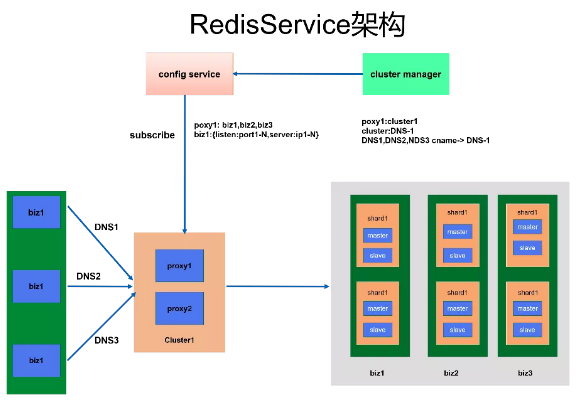 RedisService架构
config service
cluster manager
subscribe
poxy1: biz1,biz2,biz3
biz1:{listen:port1-N,server:ip1-N}
poxy1:cluster1
cluster:DNS-1
DNS1,DNS2,NDS3 cname-> DNS-1
biz1
DNS1
biz1
DNS2
biz1
DNS3
proxy1
proxy2
Cluster1
shard1
master
slave
shard1
master
slave
biz1
shard1
master
slave
shard1
master
slave
biz2
shard1
master
slave
shard1
master
slave
biz3